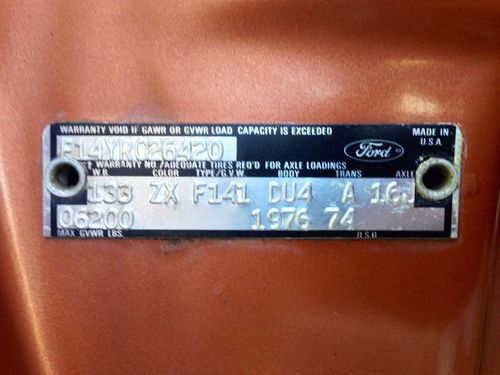 WARRANTY VOID IF GAWR OR GVWR LOAD CAPACITY IS EXCEEDED
F14YRC26420
Ford
MADE IN
U.S.A.
‡ WARRANTY NO./ADEQUATE TIRES REQ'D FOR AXLE LOADINGS
W.B. COLOR TYPE/G.V.W. BODY TRANS AXLE
133 ZX F141 DU4 A 16J
06200 1976 74
MAX. GVWR LBS. D.S.O.